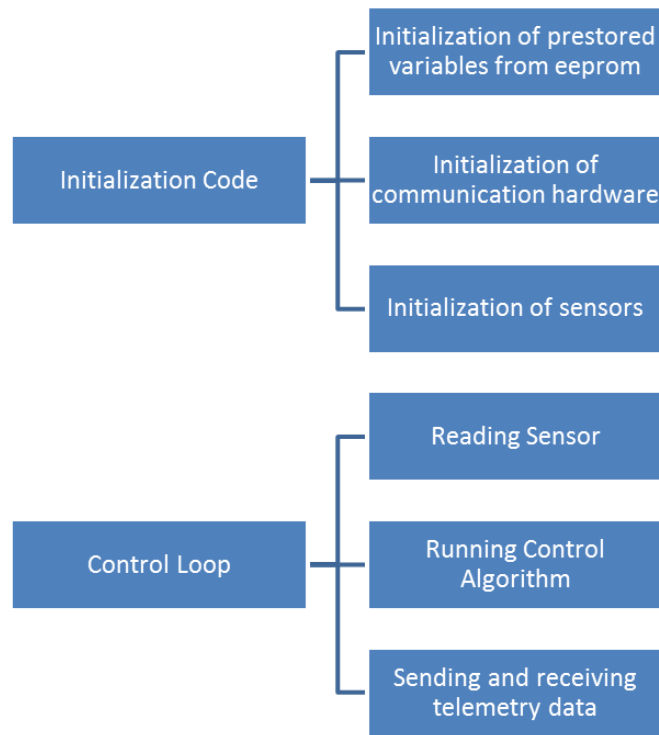 Initialization Code
Initialization of prestored
variables from eeprom
Initialization of
communication hardware
Initialization of sensors
Control Loop
Reading Sensor
Running Control
Algorithm
Sending and receiving
telemetry data